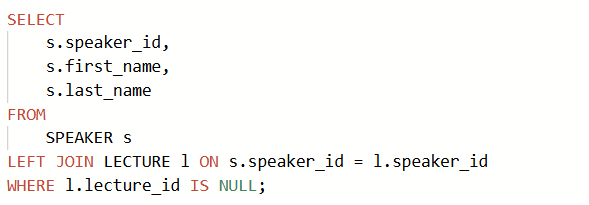 SELECT
    s.speaker_id,
    s.first_name,
    s.last_name
FROM
    SPEAKER s
LEFT JOIN LECTURE l ON s.speaker_id = l.speaker_id
WHERE l.lecture_id IS NULL;